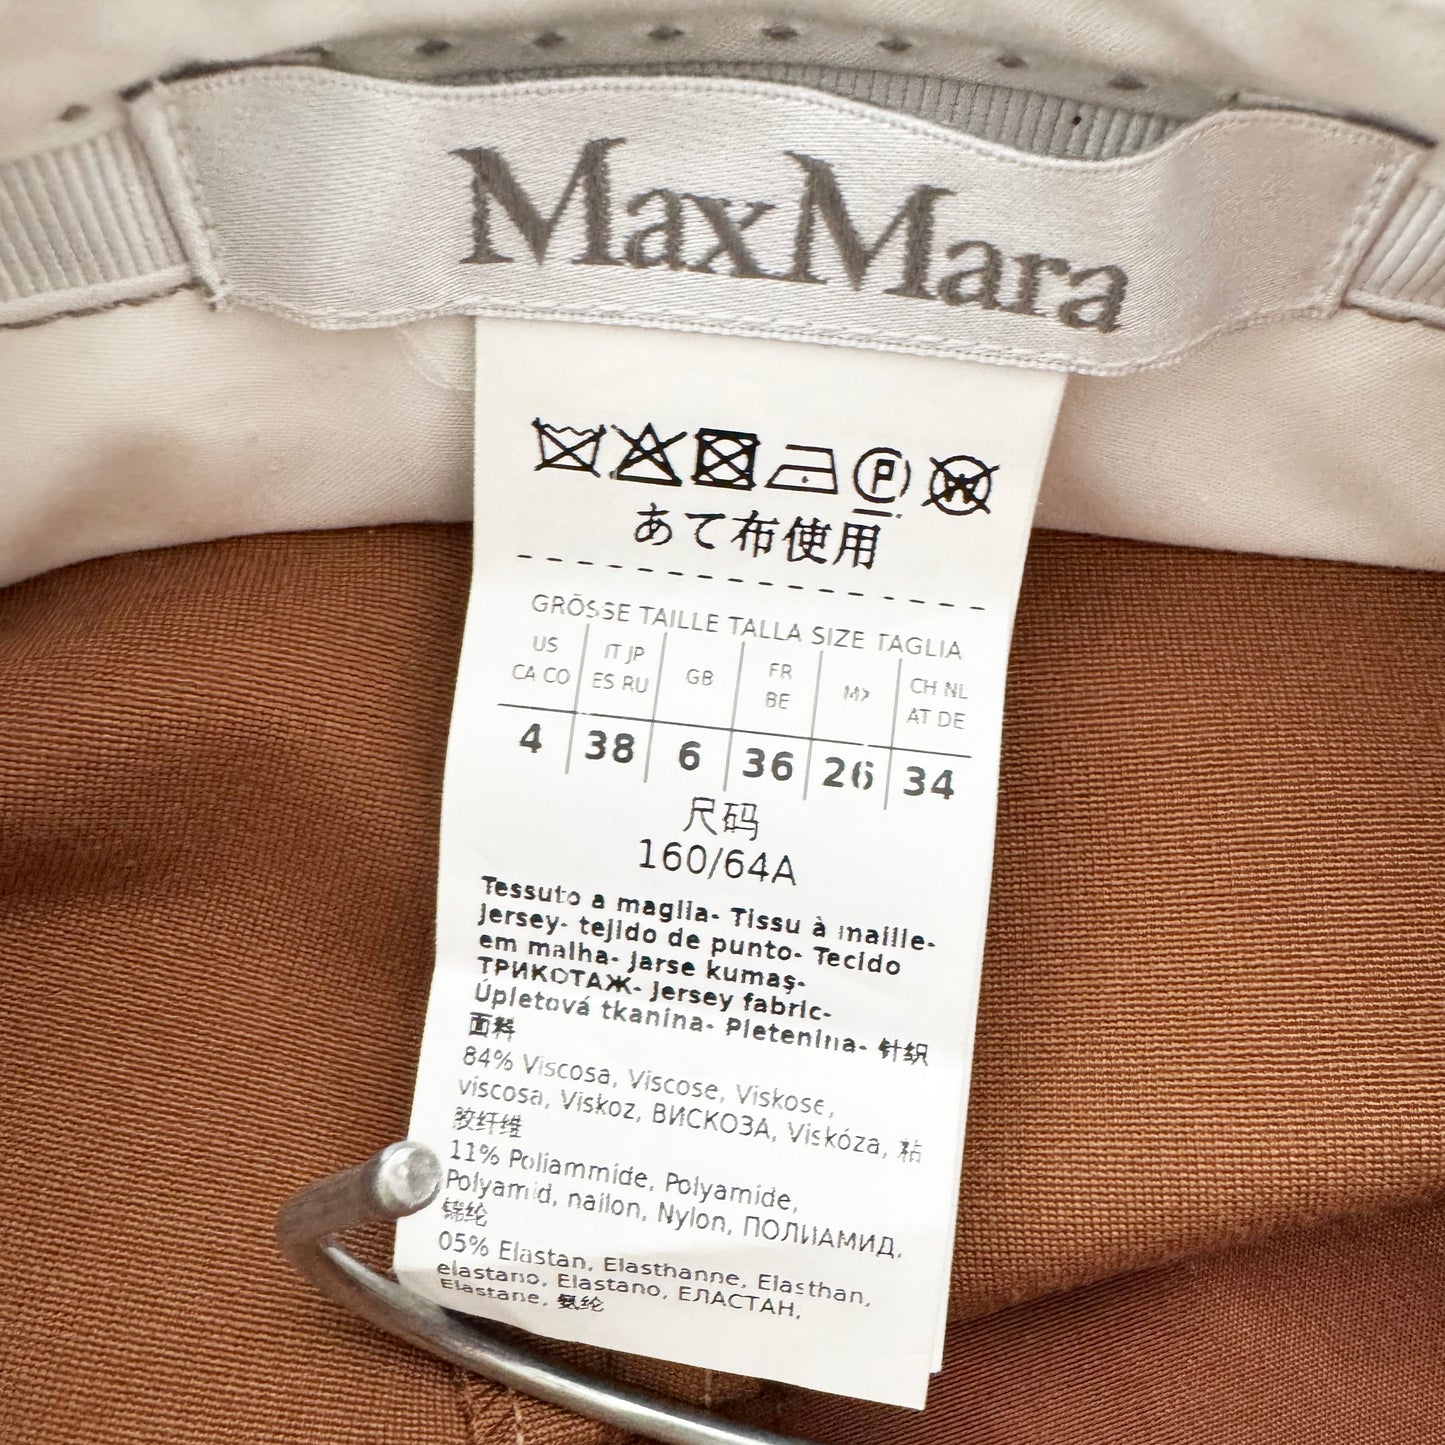 MaxMara
P W
あて布使用
GRÖSSE TAILLE TALLA SIZE TAGLIA
US CA CO
IT JP ES RU
GB
FR BE
MX
CH NL AT DE
4 38 6 36 26 34
尺码
160/64A
Tessuto a maglia- Tissu à maille-
Jersey- tejido de punto- Tecido
em malha- Jarse kumaş-
ТРИКОТАЖ- Jersey fabric-
Úpletová tkanina- Pletenina- 针织
面料
84% Viscosa, Viscose, Viskose,
viscosa, Viskoz, ВИСКОЗА, Viskóza, 粘
胶纤维
11% Poliammide, Polyamide,
Polyamid, nailon, Nylon, ПОЛИАМИД,
锦纶
05% Elastan, Elasthanne, Elasthan,
elastano, Elastano, ЕЛАСТАН,
Elastane, 氨纶